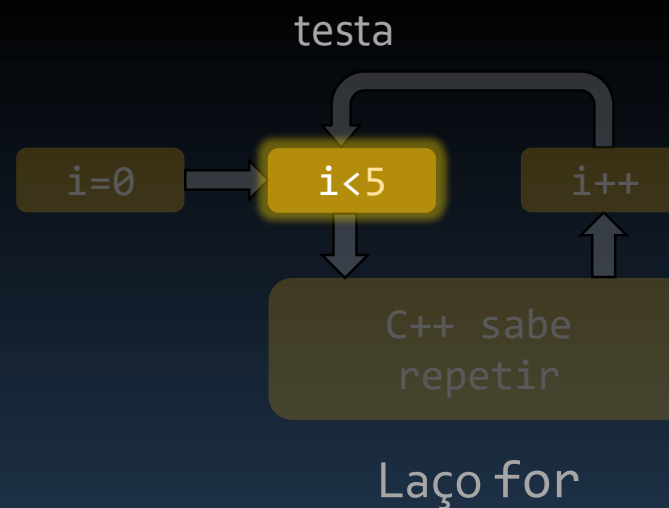 testa
i=0
i<5
i++
C++ sabe
repetir
Laço for